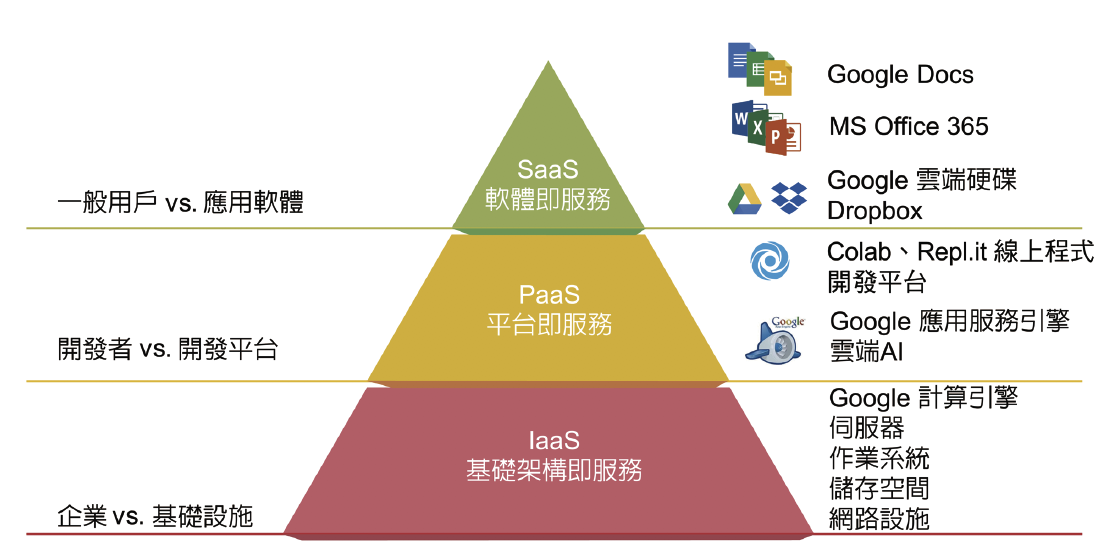 Google Docs
W
X
P
MS Office 365
SaaS
軟體即服務
一般用戶 vs. 應用軟體
Google 雲端硬碟
Dropbox
PaaS
平台即服務
開發者 vs. 開發平台
Colab、Repl.it 線上程式
開發平台
Google
Google 應用服務引擎
雲端AI
IaaS
基礎架構即服務
企業 vs. 基礎設施
Google 計算引擎
伺服器
作業系統
儲存空間
網路設施